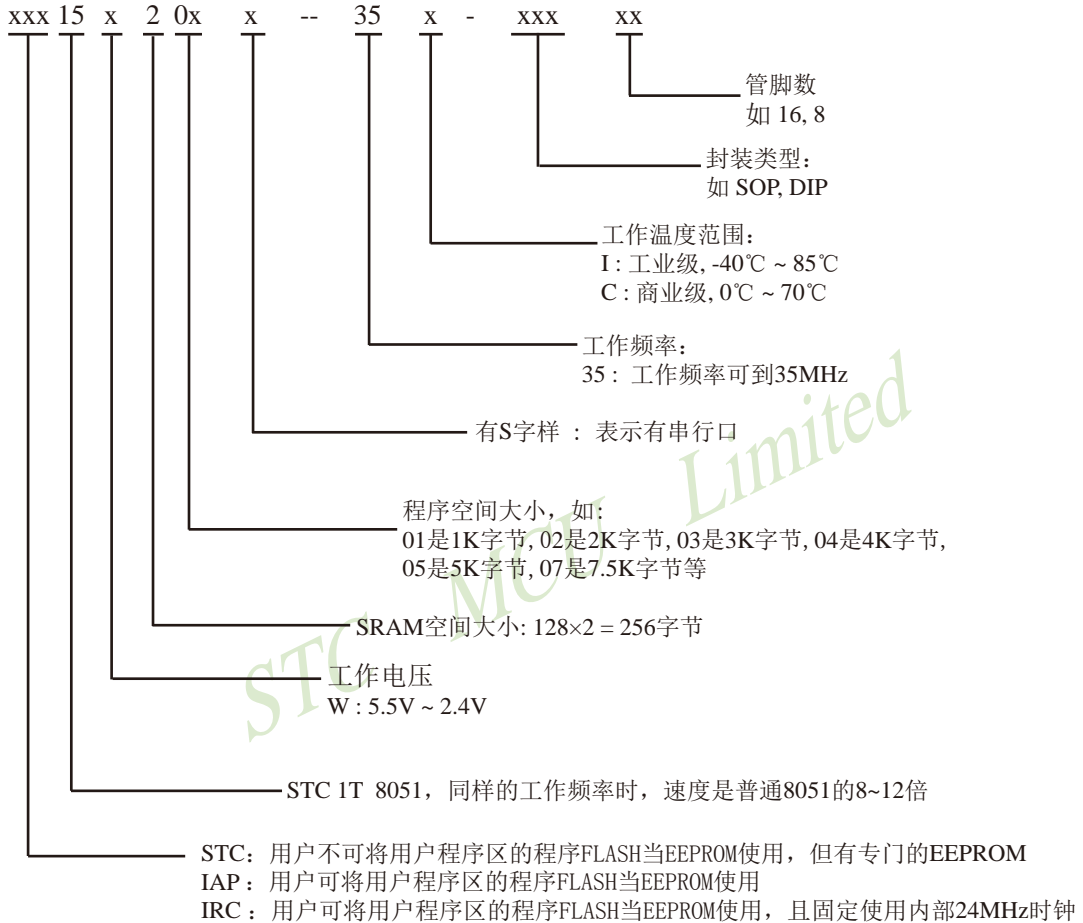 xxx 15 x 2 0x x -- 35 x - xxx xx
管脚数
如 16, 8
封装类型：
如 SOP, DIP
工作温度范围：
I : 工业级, -40℃ ~ 85℃
C : 商业级, 0℃ ~ 70℃
工作频率：
35 : 工作频率可到35MHz
有S字样 : 表示有串行口
程序空间大小，如:
01是1K字节, 02是2K字节, 03是3K字节, 04是4K字节,
05是5K字节, 07是7.5K字节等
SRAM空间大小: 128×2 = 256字节
工作电压
W : 5.5V ~ 2.4V
STC 1T 8051，同样的工作频率时，速度是普通8051的8~12倍
STC：用户不可将用户程序区的程序FLASH当EEPROM使用，但有专门的EEPROM
IAP：用户可将用户程序区的程序FLASH当EEPROM使用
IRC：用户可将用户程序区的程序FLASH当EEPROM使用，且固定使用内部24MHz时钟
STC MCU Limited